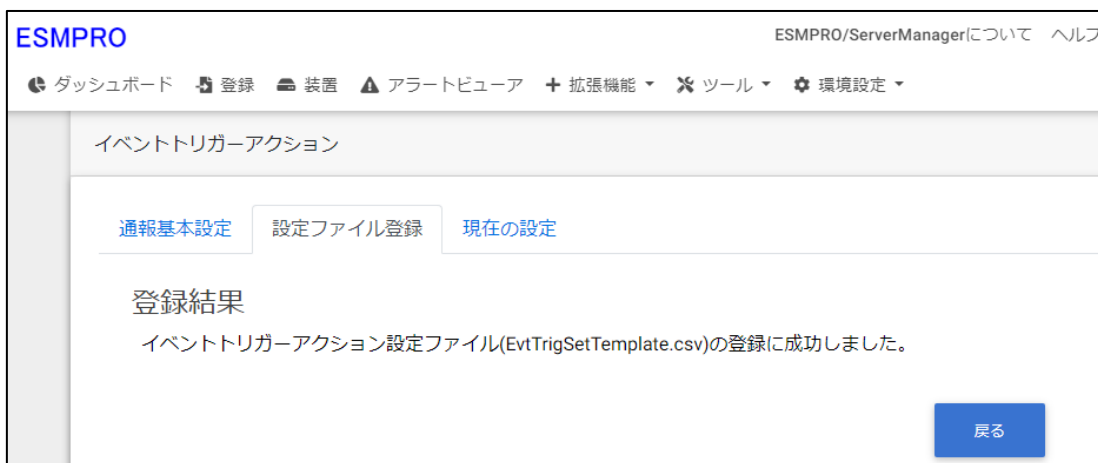 ESMPRO
ESMPRO/ServerManagerについて ヘルプ
ダッシュボード 登録 装置 アラートビューア 拡張機能 ツール 環境設定
イベントトリガーアクション
通報基本設定 設定ファイル登録 現在の設定
登録結果
イベントトリガーアクション設定ファイル(EvtTrigSetTemplate.csv)の登録に成功しました。
戻る